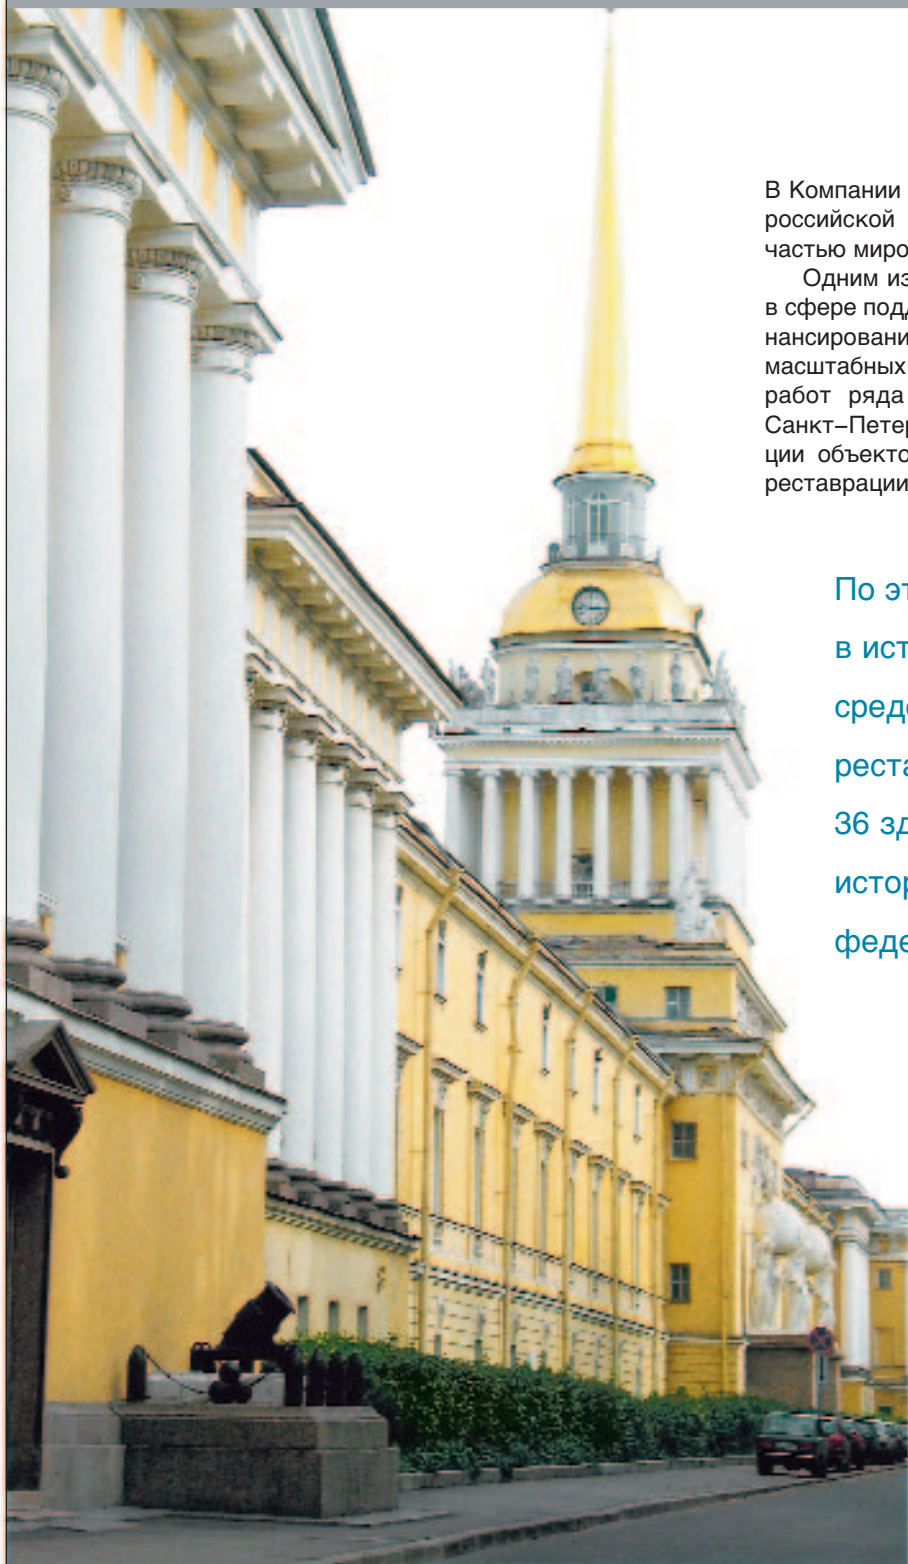 В Компании
российской
частью миро
Одним из
в сфере подд
нансировани
масштабных
работ ряда
Санкт–Петер
ции объекто
реставрации
По эт
в ист
средс
реста
36 зд
истор
феде